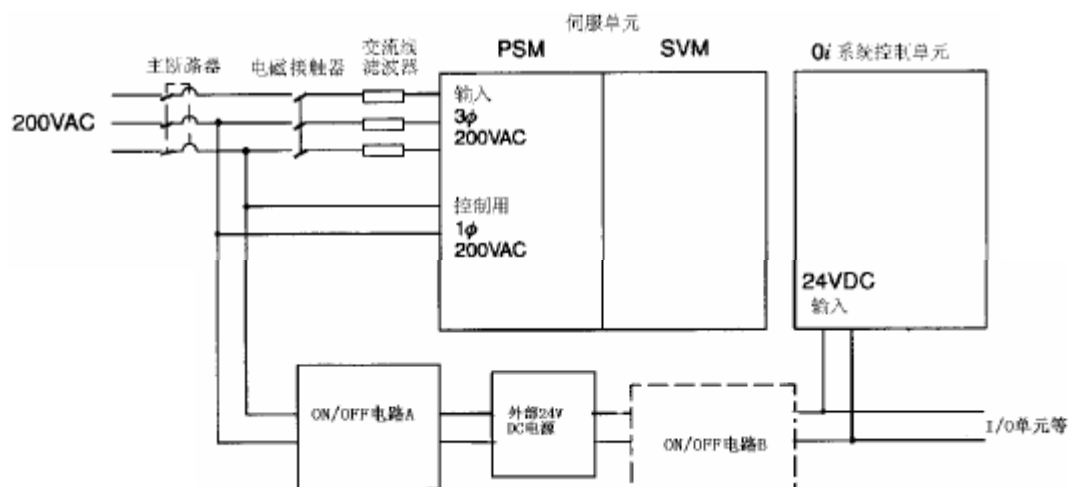 伺服单元
PSM
SVM
0i 系统控制单元
主断路器
电磁接触器
交流线
滤波器
200VAC
输入
3ϕ
200VAC
控制用
1ϕ
200VAC
24VDC
输入
ON/OFF电路A
外部24V
DC电源
ON/OFF电路B
I/O单元等